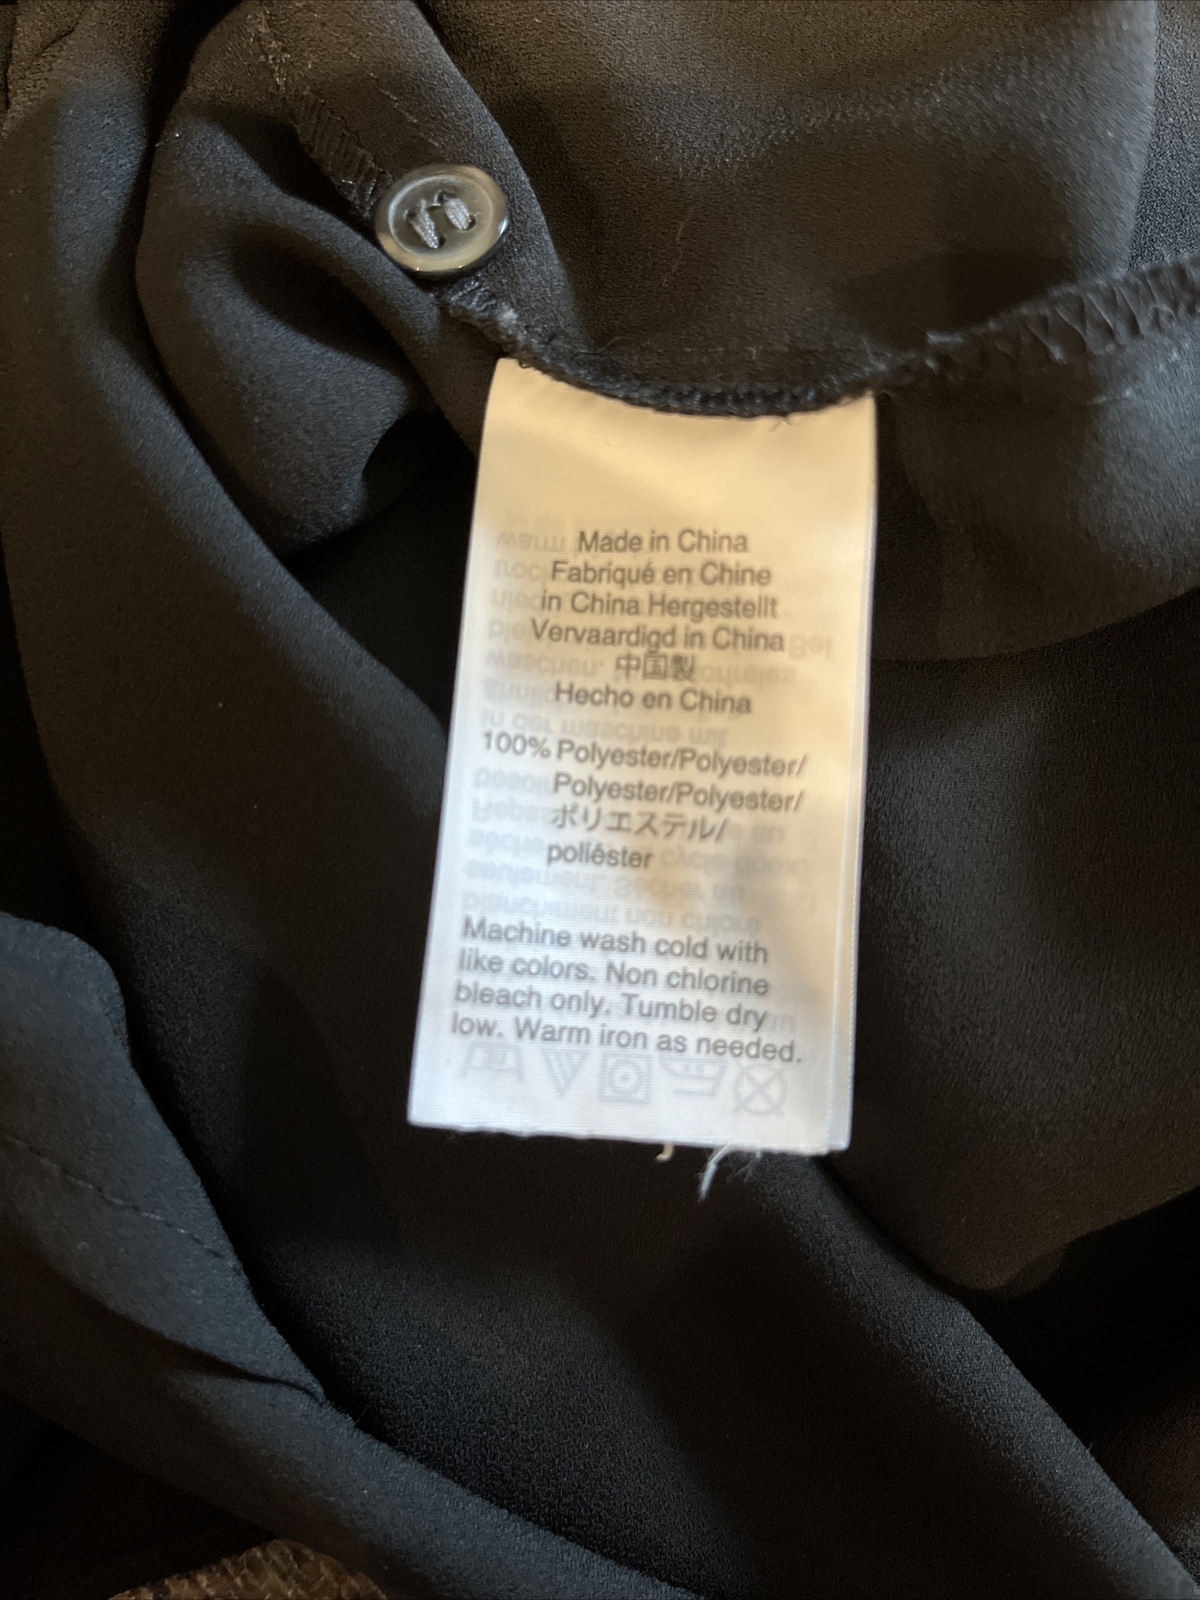 Made in China
Fabriqué en Chine
in China Hergestellt
Vervaardigd in China
中国製
Hecho en China
100% Polyester/Polyester/
Polyester/Polyester/
ポリエステル/
poliéster
Machine wash cold with
like colors. Non chlorine
bleach only. Tumble dry
low. Warm iron as needed.